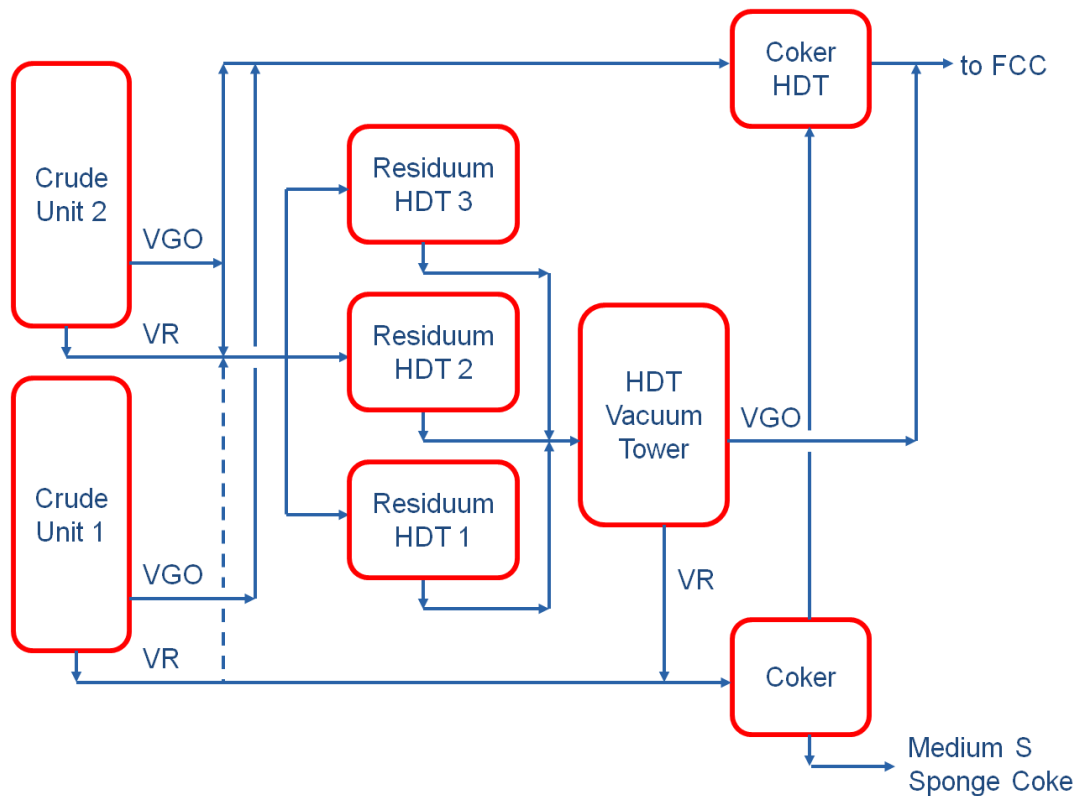 Coker
HDT
to FCC
Crude
Unit 2
VGO
VR
Residuum
HDT 3
Residuum
HDT 2
HDT
Vacuum
Tower
VGO
Crude
Unit 1
VGO
VR
Residuum
HDT 1
VR
Coker
Medium S
Sponge Coke